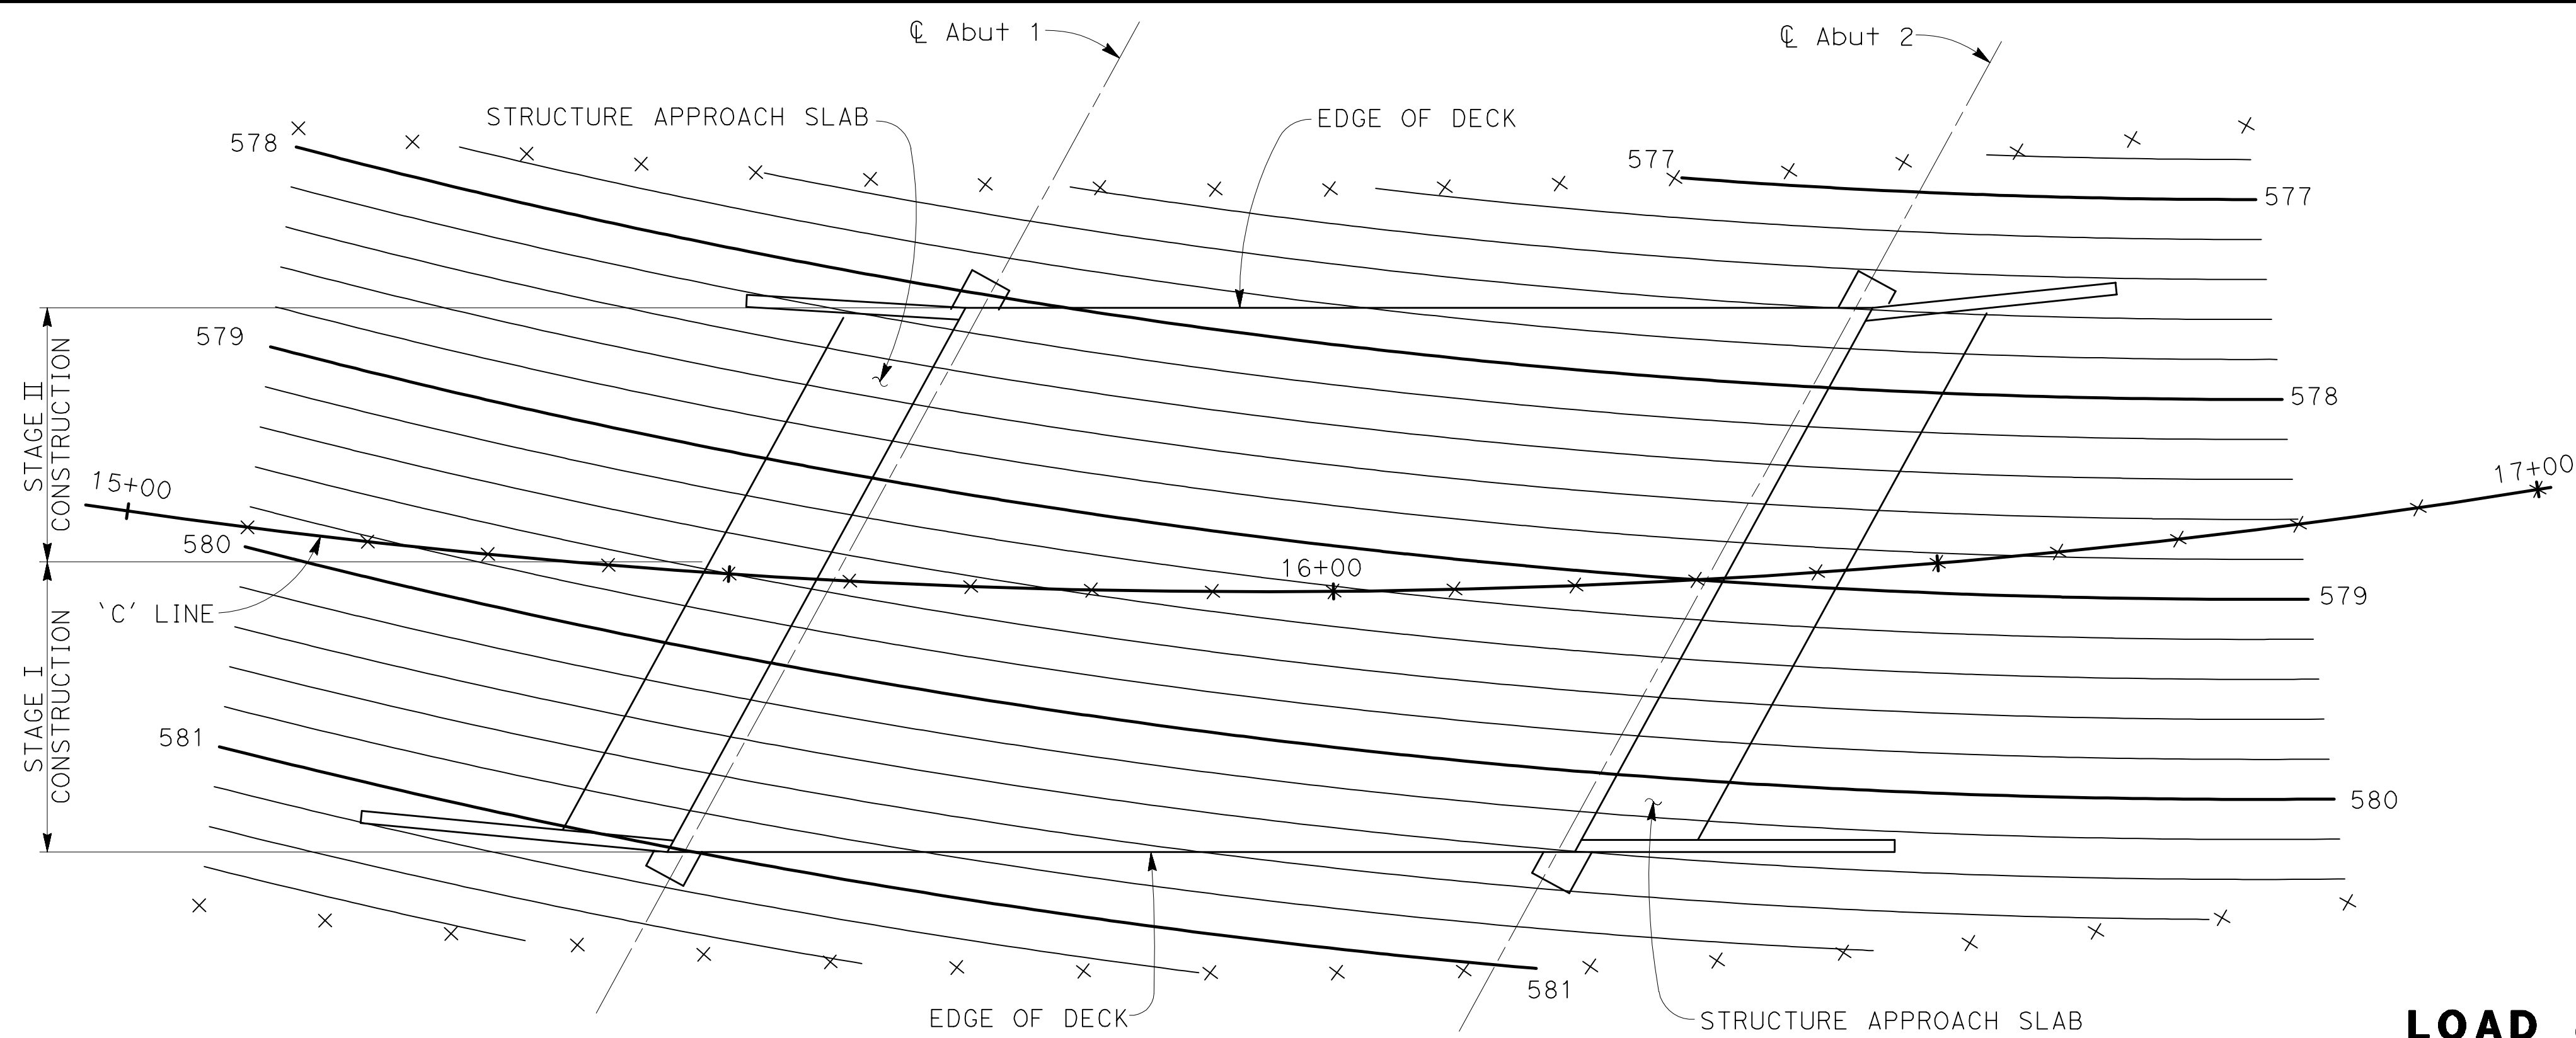 ℄ Abut 1
℄ Abut 2
STRUCTURE APPROACH SLAB
EDGE OF DECK
578
577
577
579
578
STAGE II
CONSTRUCTION
15+00
17+00
580
16+00
'C' LINE
579
STAGE I
CONSTRUCTION
581
580
581
EDGE OF DECK
STRUCTURE APPROACH SLAB
LOAD